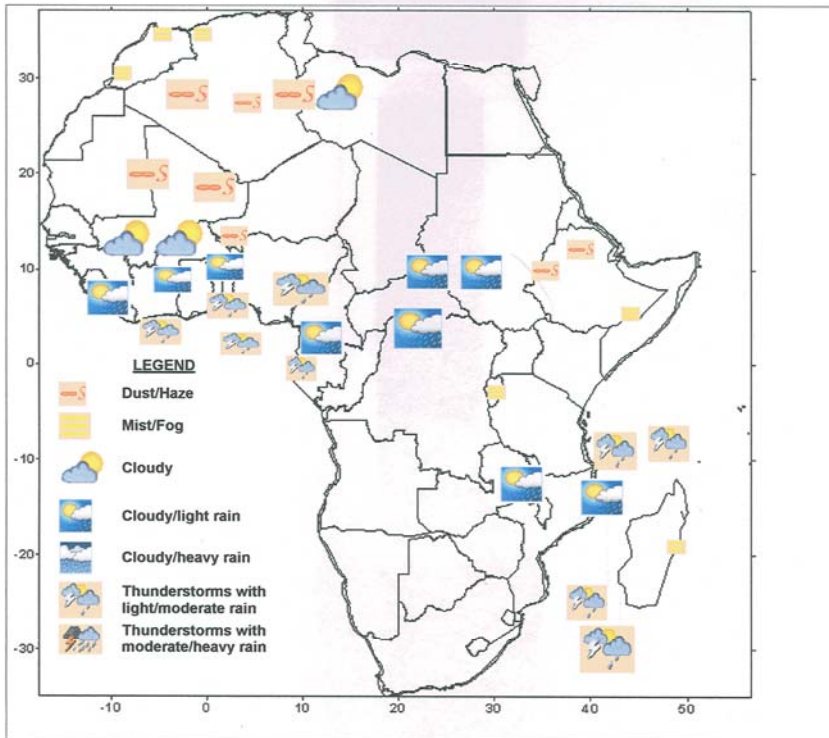 30
20
10
0
-10
-20
-30
LEGEND
Dust/Haze
Mist/Fog
Cloudy
Cloudy/light rain
Cloudy/heavy rain
Thunderstorms with
light/moderate rain
Thunderstorms with
moderate/heavy rain
-10
0
10
20
30
40
50
S
S
S
S
S
S
S
S
S